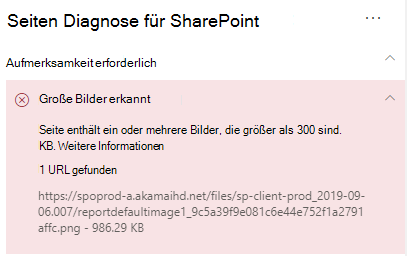 Seiten Diagnose für SharePoint
Aufmerksamkeit erforderlich
Große Bilder erkannt
Seite enthält ein oder mehrere Bilder, die größer als 300 sind.
KB. Weitere Informationen
1 URL gefunden
https://spoprod-a.akamaihd.net/files/sp-client-prod_2019-09-
06.007/reportdefaultimage1_9c5a39f9e081c6e44e752f1a2791
affc.png - 986.29 KB